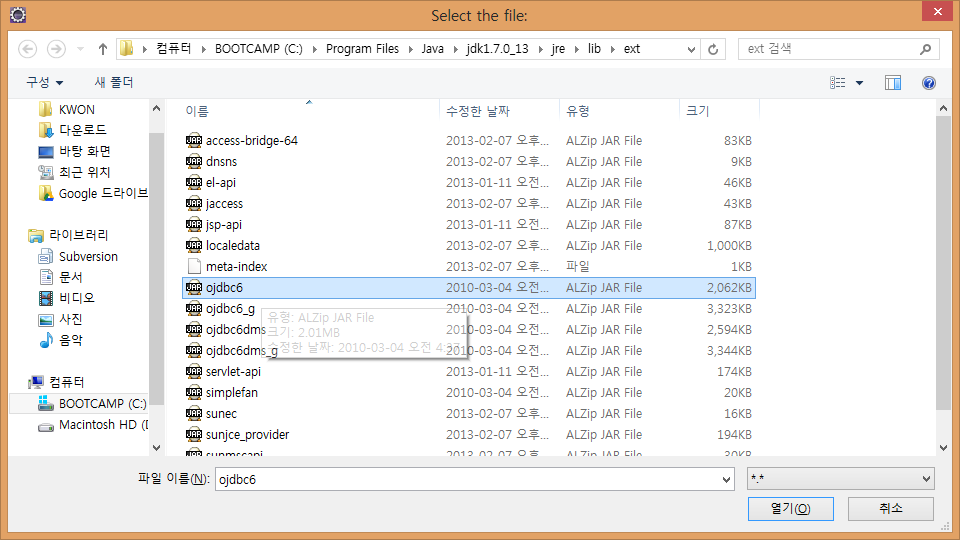 Select the file:
컴퓨터 BOOTCAMP (C:) Program Files Java jdk1.7.0_13 jre lib ext
ext 검색
구성 새 폴더
KWON
다운로드
바탕 화면
최근 위치
Google 드라이브
라이브러리
Subversion
문서
비디오
사진
음악
컴퓨터
BOOTCAMP (C:)
Macintosh HD (
이름 수정한 날짜 유형 크기
access-bridge-64 2013-02-07 오후... ALZip JAR File 83KB
dnsns 2013-02-07 오후... ALZip JAR File 9KB
el-api 2013-01-11 오전... ALZip JAR File 46KB
jaccess 2013-02-07 오후... ALZip JAR File 43KB
jsp-api 2013-01-11 오전... ALZip JAR File 87KB
localedata 2013-02-07 오후... ALZip JAR File 1,000KB
meta-index 2013-02-07 오후... 파일 1KB
ojdbc6 2010-03-04 오전... ALZip JAR File 2,062KB
ojdbc6_g 2010-03-04 오전... ALZip JAR File 3,323KB
ojdbc6dms 2010-03-04 오전... ALZip JAR File 2,594KB
ojdbc6dms_g 2010-03-04 오전... ALZip JAR File 3,344KB
servlet-api 2013-01-11 오전... ALZip JAR File 174KB
simplefan 2010-03-04 오전... ALZip JAR File 20KB
sunec 2013-02-07 오후... ALZip JAR File 16KB
sunjce_provider 2013-02-07 오후... ALZip JAR File 194KB
sunmscapi 2013-02-07 오후... ALZip JAR File 30KB
유형: ALZip JAR File
크기: 2.01MB
수정한 날짜: 2010-03-04 오전
파일 이름(N): ojdbc6 *.*
열기(O) 취소